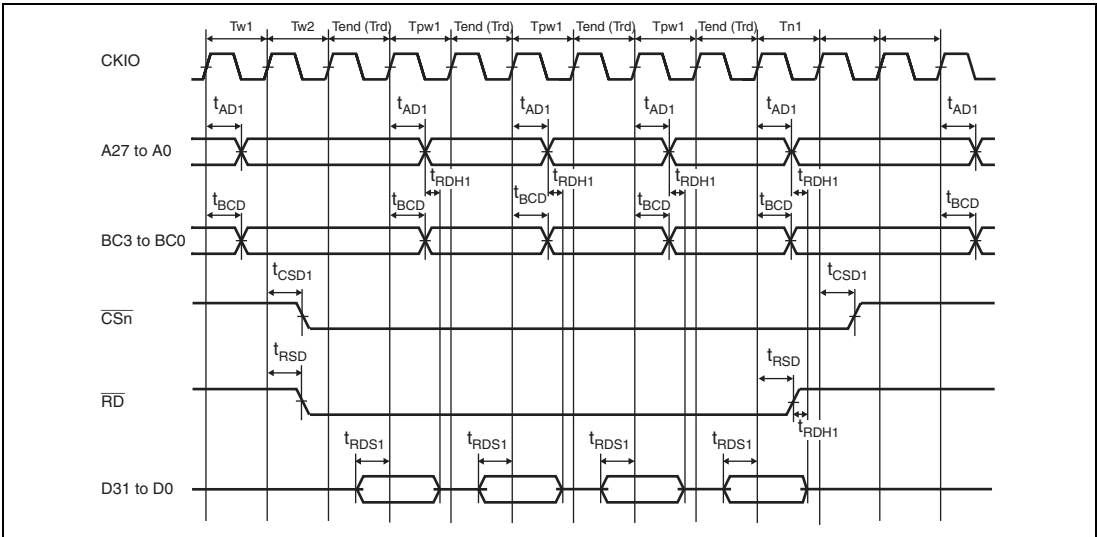 Tw1 Tw2 Tend (Trd) Tpw1 Tend (Trd) Tpw1 Tend (Trd) Tpw1 Tend (Trd) Tn1
CKIO
tAD1 tAD1 tAD1 tAD1 tAD1 tAD1
A27 to A0
tRDH1 tRDH1 tRDH1 tRDH1
tBCD tBCD tBCD tBCD tBCD tBCD
BC3 to BC0
tCSD1 tCSD1
CSn
tRSD tRSD
RD
tRDH1
tRDS1 tRDS1 tRDS1 tRDS1
D31 to D0